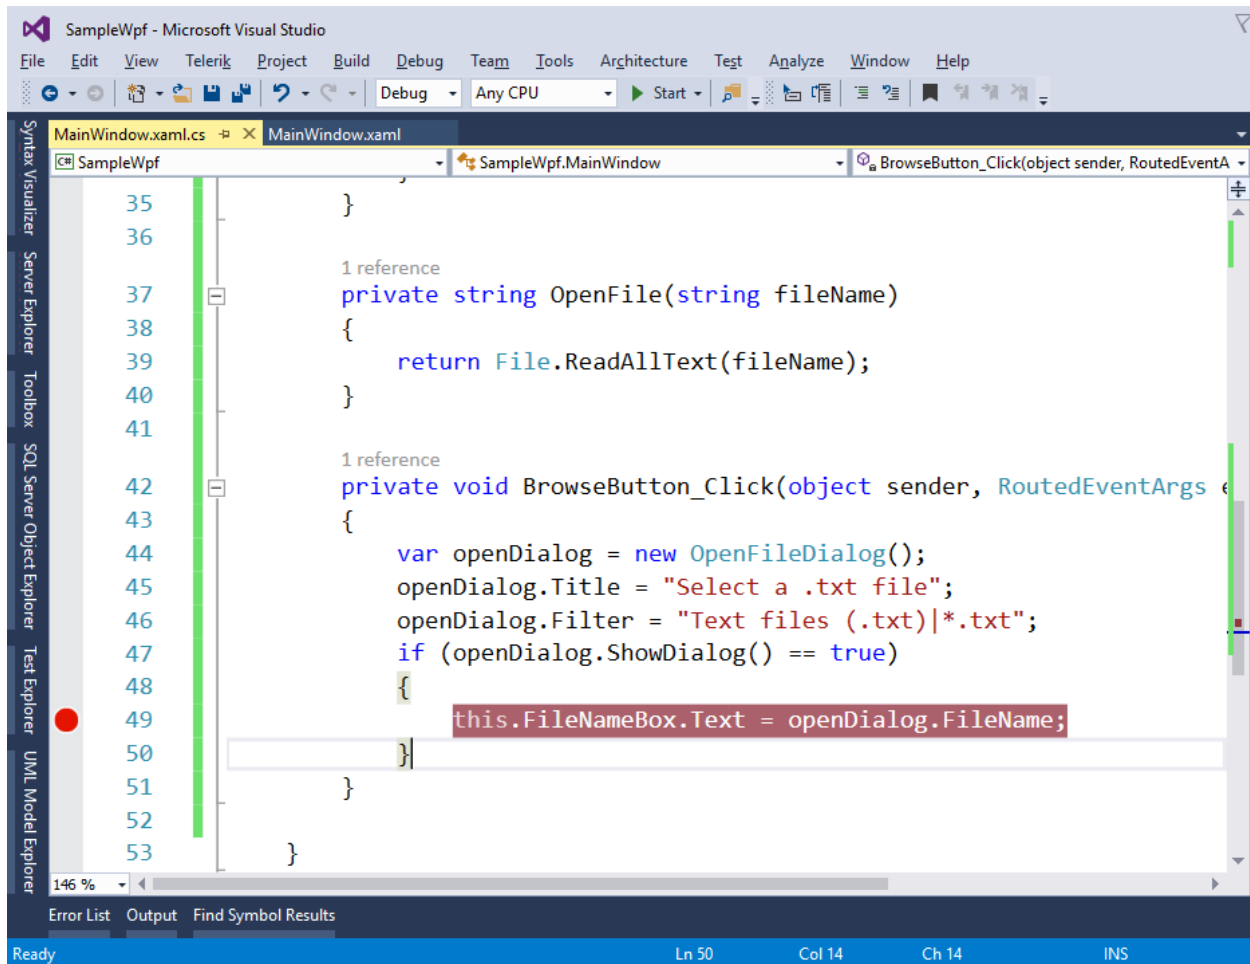 SampleWpf - Microsoft Visual Studio
File Edit View Telerik Project Build Debug Team Tools Architecture Test Analyze Window Help
Debug Any CPU Start
MainWindow.xaml.cs MainWindow.xaml
C# SampleWpf SampleWpf.MainWindow BrowseButton_Click(object sender, RoutedEventA
Syntax Visualizer
Server Explorer
Toolbox
SQL Server Object Explorer
Test Explorer
UML Model Explorer
35 }
36
1 reference
37 private string OpenFile(string fileName)
38 {
39 return File.ReadAllText(fileName);
40 }
41
1 reference
42 private void BrowseButton_Click(object sender, RoutedEventArgs e
43 {
44 var openDialog = new OpenFileDialog();
45 openDialog.Title = "Select a .txt file";
46 openDialog.Filter = "Text files (.txt)|*.txt";
47 if (openDialog.ShowDialog() == true)
48 {
49 this.FileNameBox.Text = openDialog.FileName;
50 }
51 }
52
53 }
146 %
Error List Output Find Symbol Results
Ready Ln 50 Col 14 Ch 14 INS